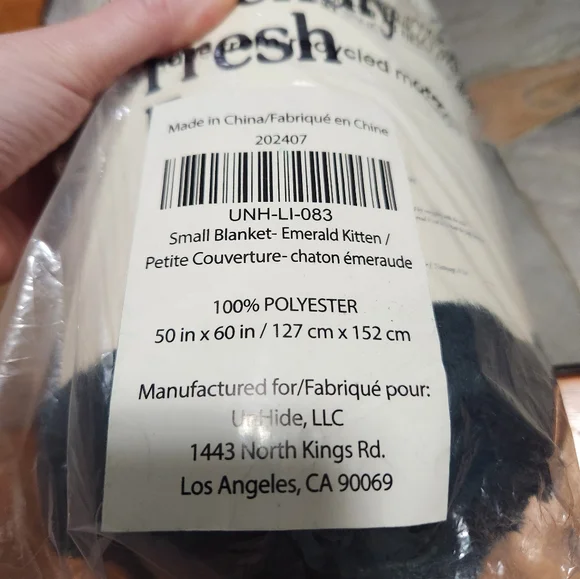 Fresh
Made in China/Fabriqué en Chine
202407
UNH-LI-083
Small Blanket- Emerald Kitten /
Petite Couverture- chaton émeraude
100% POLYESTER
50 in x 60 in / 127 cm x 152 cm
Manufactured for/Fabriqué pour:
UnHide, LLC
1443 North Kings Rd.
Los Angeles, CA 90069